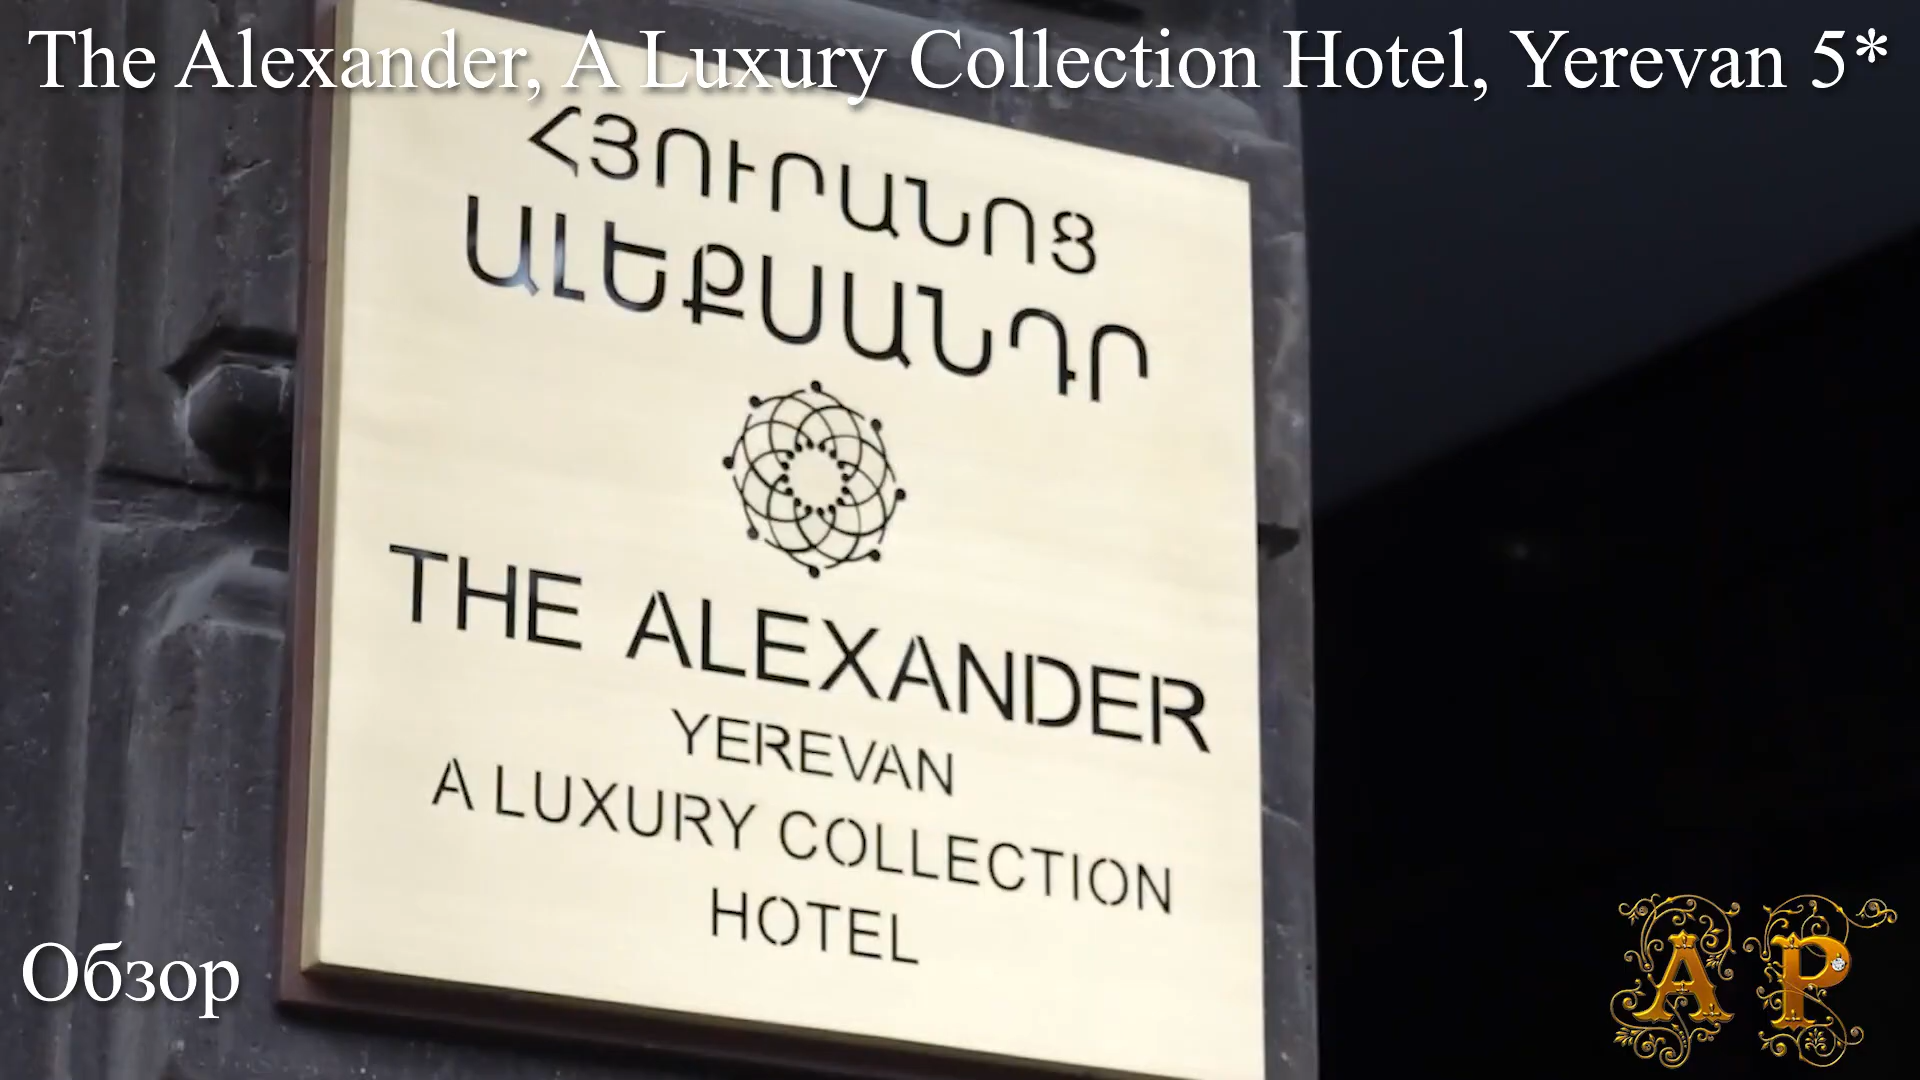 The Alexander, A Luxury Collection Hotel, Yerevan 5*
ՀՅՈՒՐԱՆՈՑ
ԱԼԵՔՍԱՆԴՐ
THE ALEXANDER
YEREVAN
A LUXURY COLLECTION
HOTEL
Обзор
AP